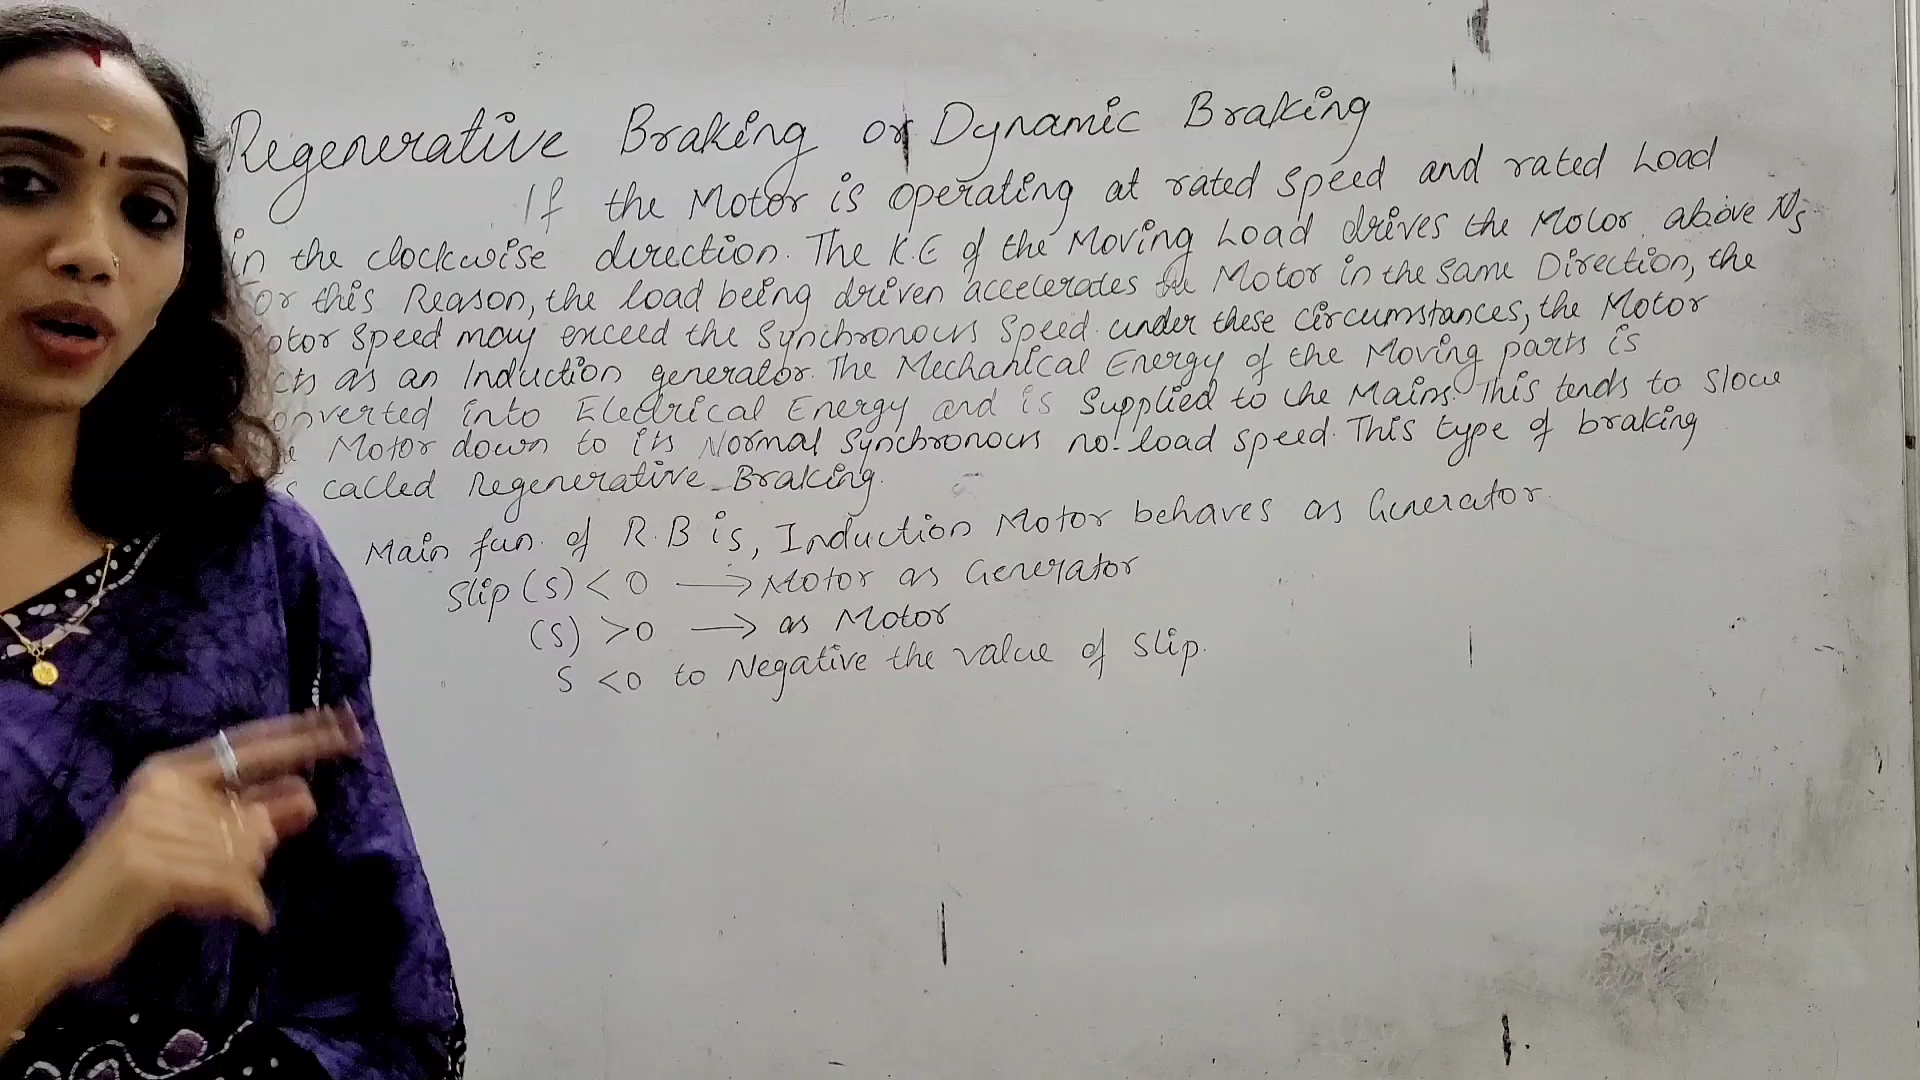 Regenerative Braking or Dynamic Braking
If the Motor is operating at rated Speed and rated Load
in the clockwise direction. The K.E of the Moving Load drives the Motor above Ns
or this Reason, the load being driven accelerates the Motor in the Same Direction, the
otor Speed may exceed the Synchronous Speed. under these circumstances, the Motor
cts as an Induction generator. The Mechanical Energy of the Moving parts is
onverted into Electrical Energy and is Supplied to the Mains. This tends to Slow
e Motor down to its Normal Synchronous no. load speed. This type of braking
s called Regenerative Braking.
Main fun. of R.B is, Induction Motor behaves as Generator.
Slip (S) < 0 → Motor as Generator
(S) > 0 → as Motor
S < 0 to Negative the value of Slip.